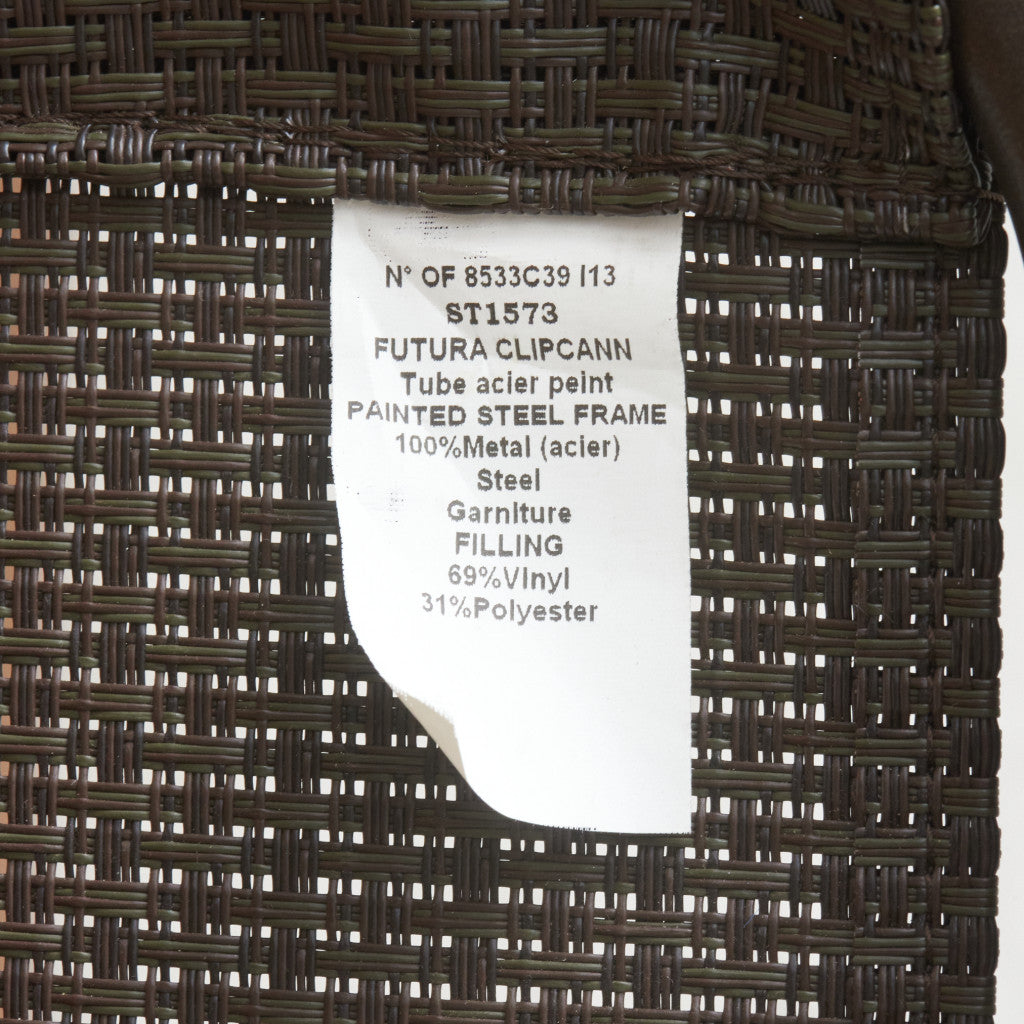 N° OF 8533C39 I13
ST1573
FUTURA CLIPCANN
Tube acier peint
PAINTED STEEL FRAME
100%Metal (acier)
Steel
Garniture
FILLING
69%Vinyl
31%Polyester